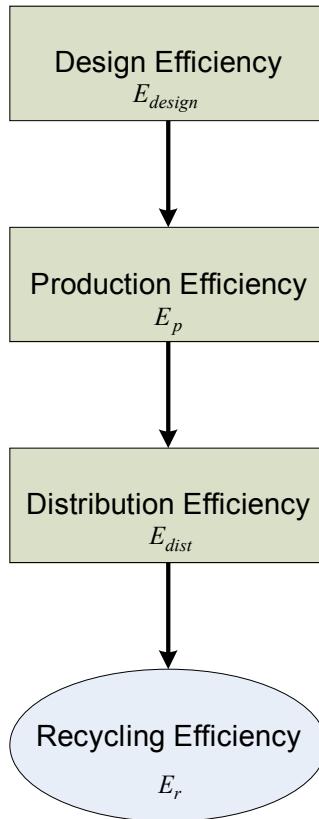 Design Efficiency
E_design
Production Efficiency
E_p
Distribution Efficiency
E_dist
Recycling Efficiency
E_r